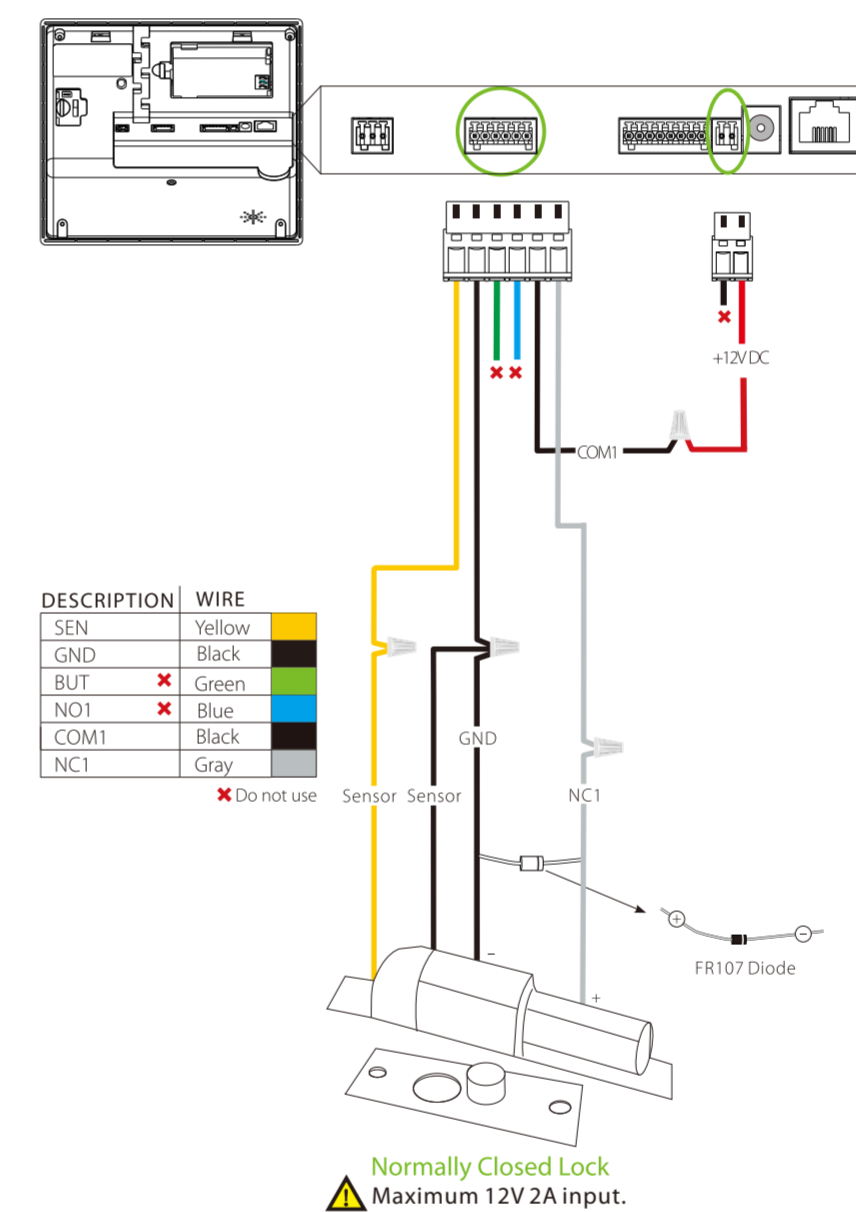 +12V DC
COM1
DESCRIPTION WIRE
SEN Yellow
GND Black
BUT ✖ Green
NO1 ✖ Blue
COM1 Black
NC1 Gray
✖ Do not use
GND
Sensor Sensor
NC1
+ −
FR107 Diode
−
+
Normally Closed Lock
Maximum 12V 2A input.